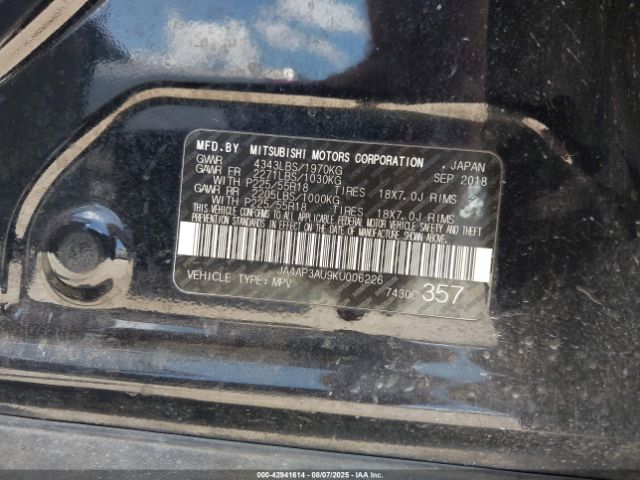 MFD.BY MITSUBISHI MOTORS CORPORATION , JAPAN
GVWR 4343LBS/1970KG SEP 2018
GAWR FR 2271LBS/1030KG
WITH P225/55R18 TIRES 18X7.0J RIMS
GAWR RR 2205LBS/1000KG
WITH P225/55R18 TIRES 18X7.0J RIMS
THIS VEHICLE CONFORMS TO ALL APPLICABLE FEDERAL MOTOR VEHICLE SAFETY, BUMPER, AND THEFT
PREVENTION STANDARDS IN EFFECT ON THE DATE OF MANUFACTURE SHOWN ABOVE.
JA4AP3AU9KU006226
VEHICLE TYPE: MPV 7430C 357
000-42941614 - 08/07/2025 - IAAI.com